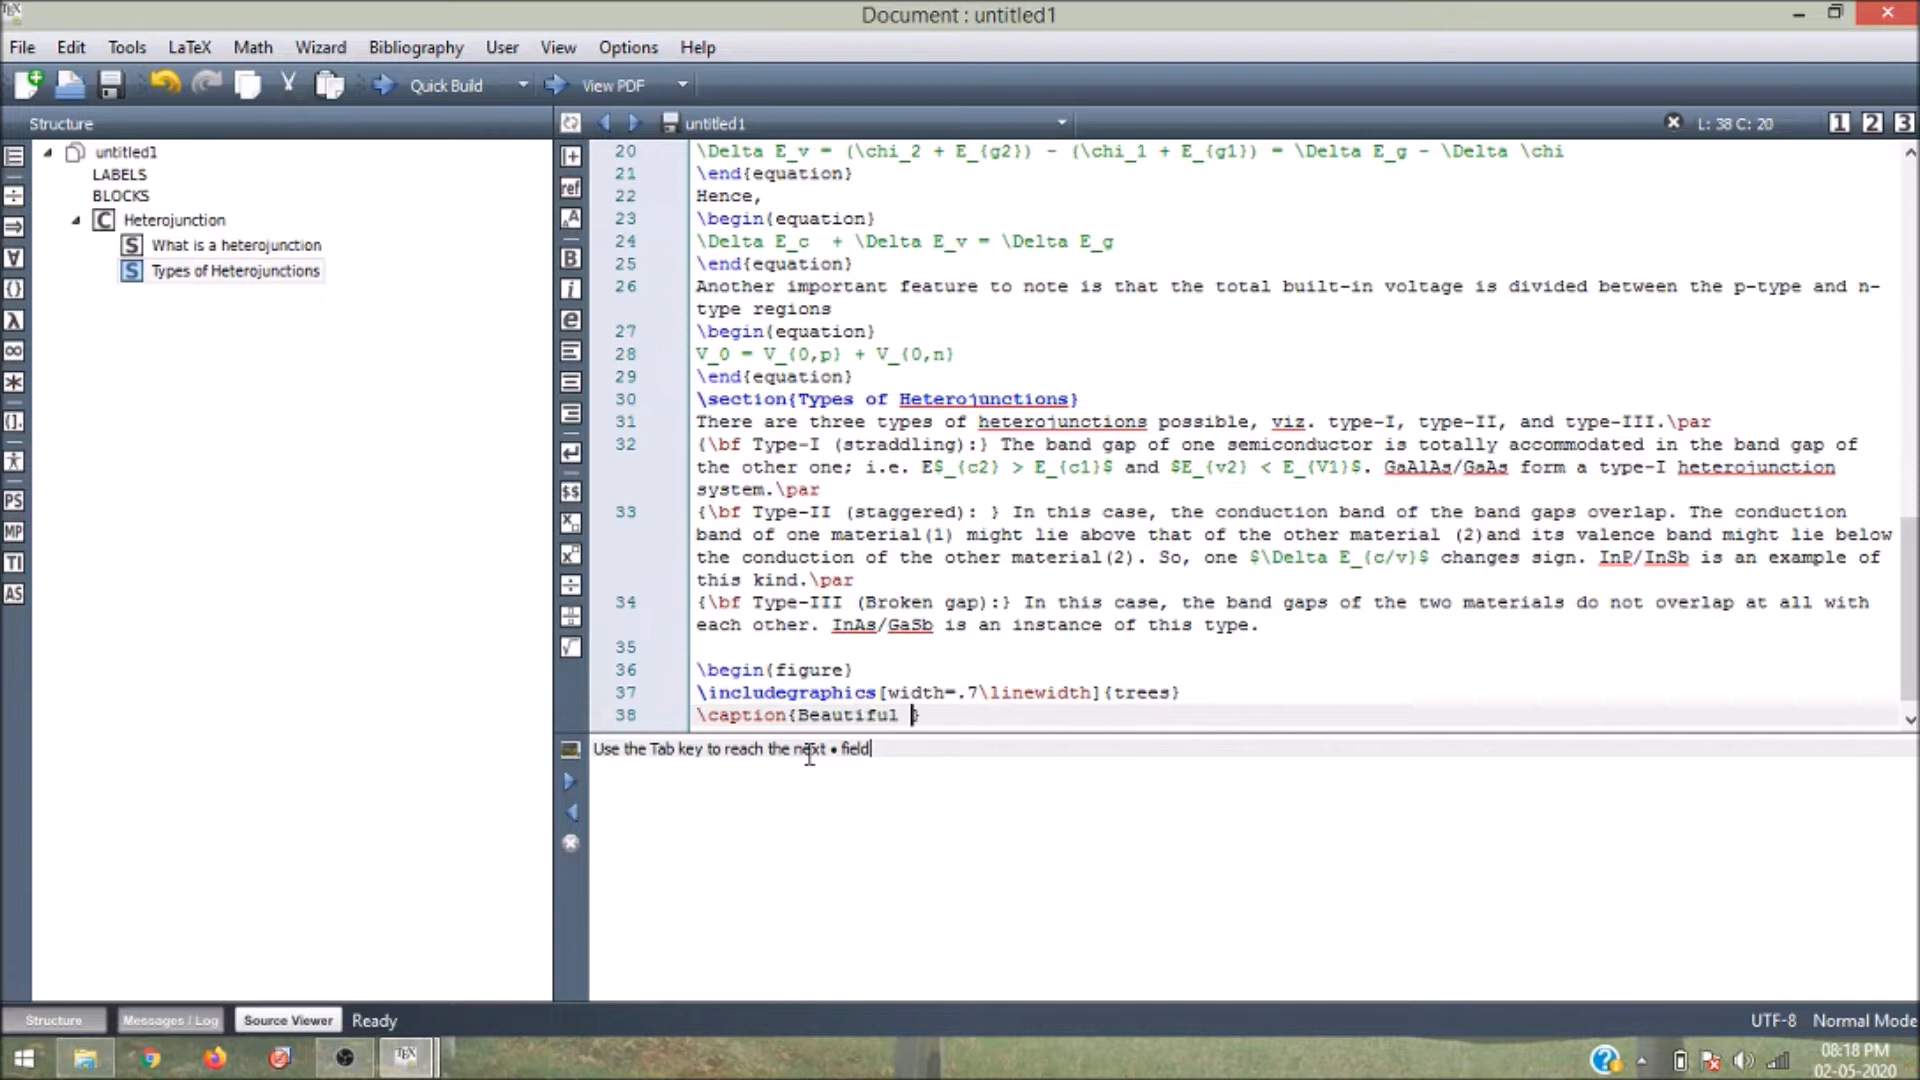 TEX
Document : untitled1
File Edit Tools LaTeX Math Wizard Bibliography User View Options Help
Quick Build View PDF
Structure
untitled1
L: 38 C: 20
1 2 3
untitled1
LABELS
BLOCKS
C Heterojunction
S What is a heterojunction
S Types of Heterojunctions
ref
A
B
i
e
$$
PS
MP
TI
AS
20 \Delta E_v = (\chi_2 + E_{g2}) - (\chi_1 + E_{g1}) = \Delta E_g - \Delta \chi
21 \end{equation}
22 Hence,
23 \begin{equation}
24 \Delta E_c  + \Delta E_v = \Delta E_g
25 \end{equation}
26 Another important feature to note is that the total built-in voltage is divided between the p-type and n-
type regions
27 \begin{equation}
28 V_0 = V_{0,p} + V_{0,n}
29 \end{equation}
30 \section{Types of Heterojunctions}
31 There are three types of heterojunctions possible, viz. type-I, type-II, and type-III.\par
32 {\bf Type-I (straddling):} The band gap of one semiconductor is totally accommodated in the band gap of
the other one; i.e. E$_{c2} > E_{c1}$ and $E_{v2} < E_{V1}$. GaAlAs/GaAs form a type-I heterojunction
system.\par
33 {\bf Type-II (staggered): } In this case, the conduction band of the band gaps overlap. The conduction
band of one material(1) might lie above that of the other material (2)and its valence band might lie below
the conduction of the other material(2). So, one $\Delta E_{c/v}$ changes sign. InP/InSb is an example of
this kind.\par
34 {\bf Type-III (Broken gap):} In this case, the band gaps of the two materials do not overlap at all with
each other. InAs/GaSb is an instance of this type.
35
36 \begin{figure}
37 \includegraphics[width=.7\linewidth]{trees}
38 \caption{Beautiful }
Use the Tab key to reach the next • field
Structure Messages / Log Source Viewer Ready
UTF-8 Normal Mode
TEX
08:18 PM
02-05-2020